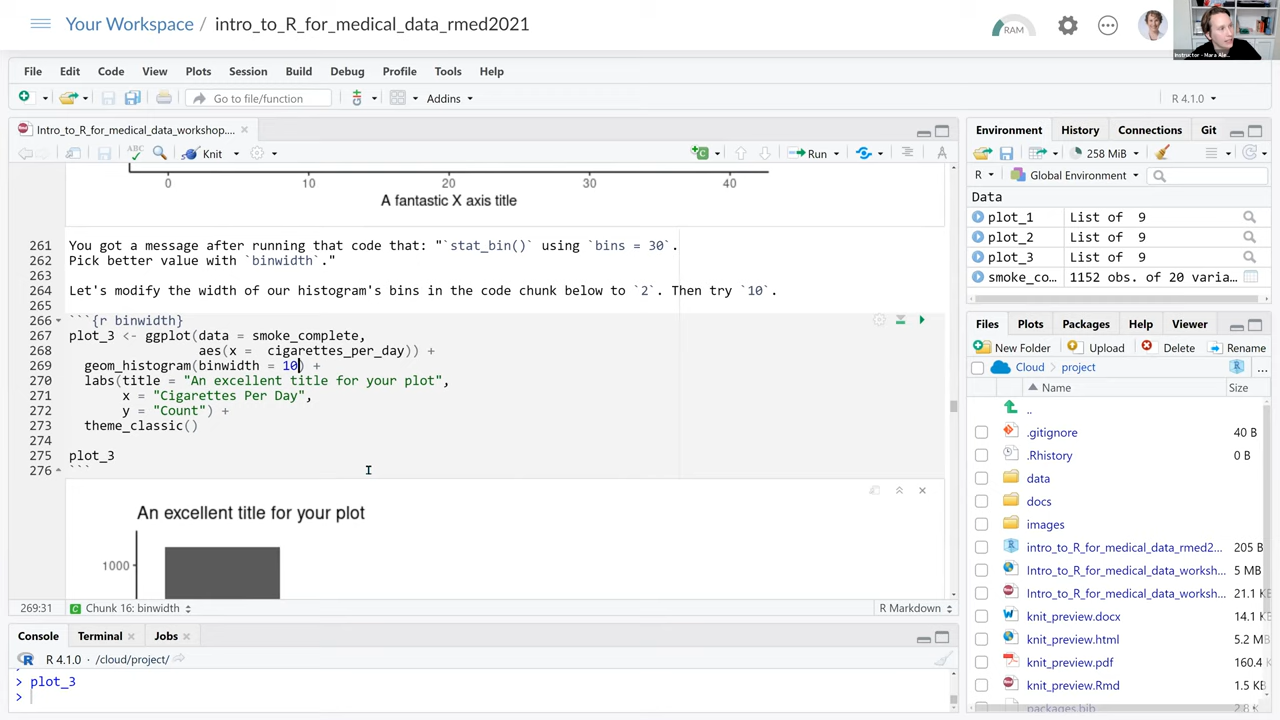 Your Workspace / intro_to_R_for_medical_data_rmed2021
RAM
Instructor - Mara Ale...
File Edit Code View Plots Session Build Debug Profile Tools Help
Go to file/function
Addins
R 4.1.0
Intro_to_R_for_medical_data_workshop....
ABC
Knit
Run
0 10 20 30 40
A fantastic X axis title
261 You got a message after running that code that: "`stat_bin()` using `bins = 30`.
262 Pick better value with `binwidth`."
263
264 Let's modify the width of our histogram's bins in the code chunk below to `2`. Then try `10`.
265
266 ```{r binwidth}
267 plot_3 <- ggplot(data = smoke_complete,
268 aes(x = cigarettes_per_day)) +
269 geom_histogram(binwidth = 10) +
270 labs(title = "An excellent title for your plot",
271 x = "Cigarettes Per Day",
272 y = "Count") +
273 theme_classic()
274
275 plot_3
276 ```
An excellent title for your plot
1000
269:31 Chunk 16: binwidth R Markdown
Console Terminal Jobs
R 4.1.0 · /cloud/project/
> plot_3
>
Environment History Connections Git
258 MiB
R Global Environment
Data
plot_1 List of 9
plot_2 List of 9
plot_3 List of 9
smoke_co... 1152 obs. of 20 varia...
Files Plots Packages Help Viewer
New Folder Upload Delete Rename
Cloud project ...
Name Size
..
.gitignore 40 B
.Rhistory 0 B
data
docs
images
intro_to_R_for_medical_data_rmed2... 205 B
Intro_to_R_for_medical_data_worksh... 5 MB
Intro_to_R_for_medical_data_worksh... 21.1 KB
knit_preview.docx 14.1 KB
knit_preview.html 5.2 MB
knit_preview.pdf 160.4
knit_preview.Rmd 1.5 KB
packages.bib 2.8 K